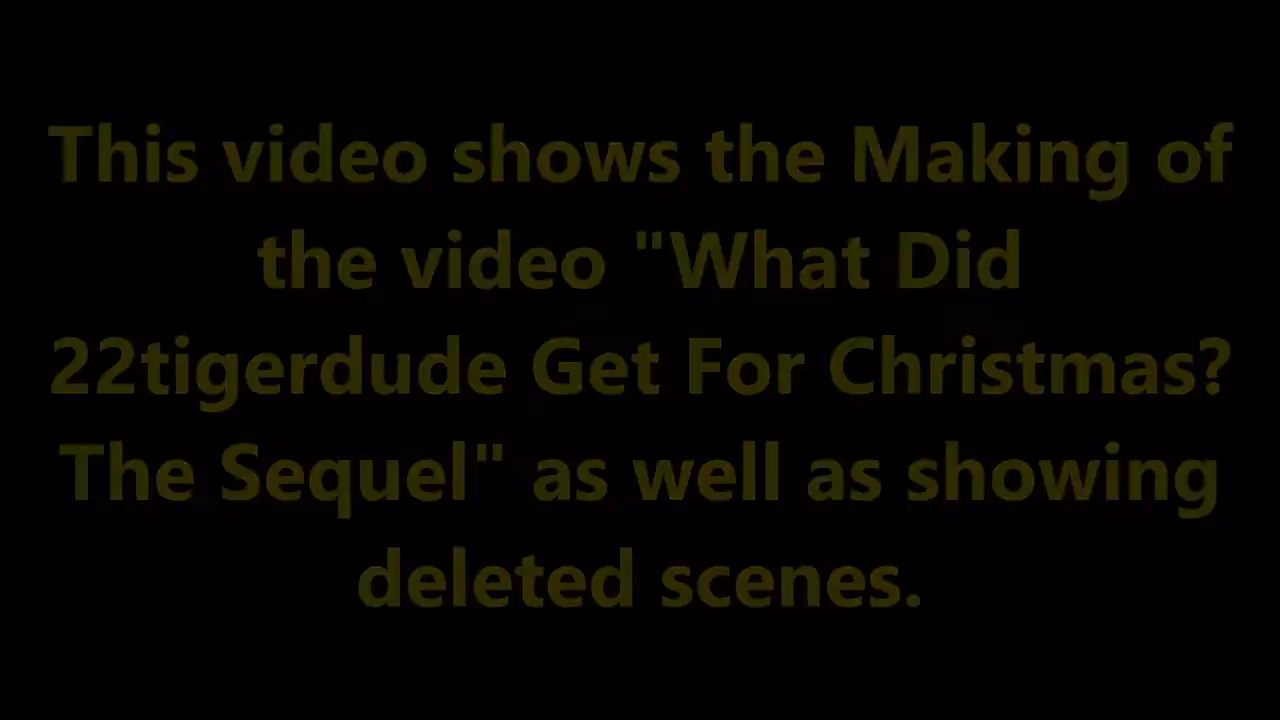 This video shows the Making of
the video "What Did
22tigerdude Get For Christmas?
The Sequel" as well as showing
deleted scenes.